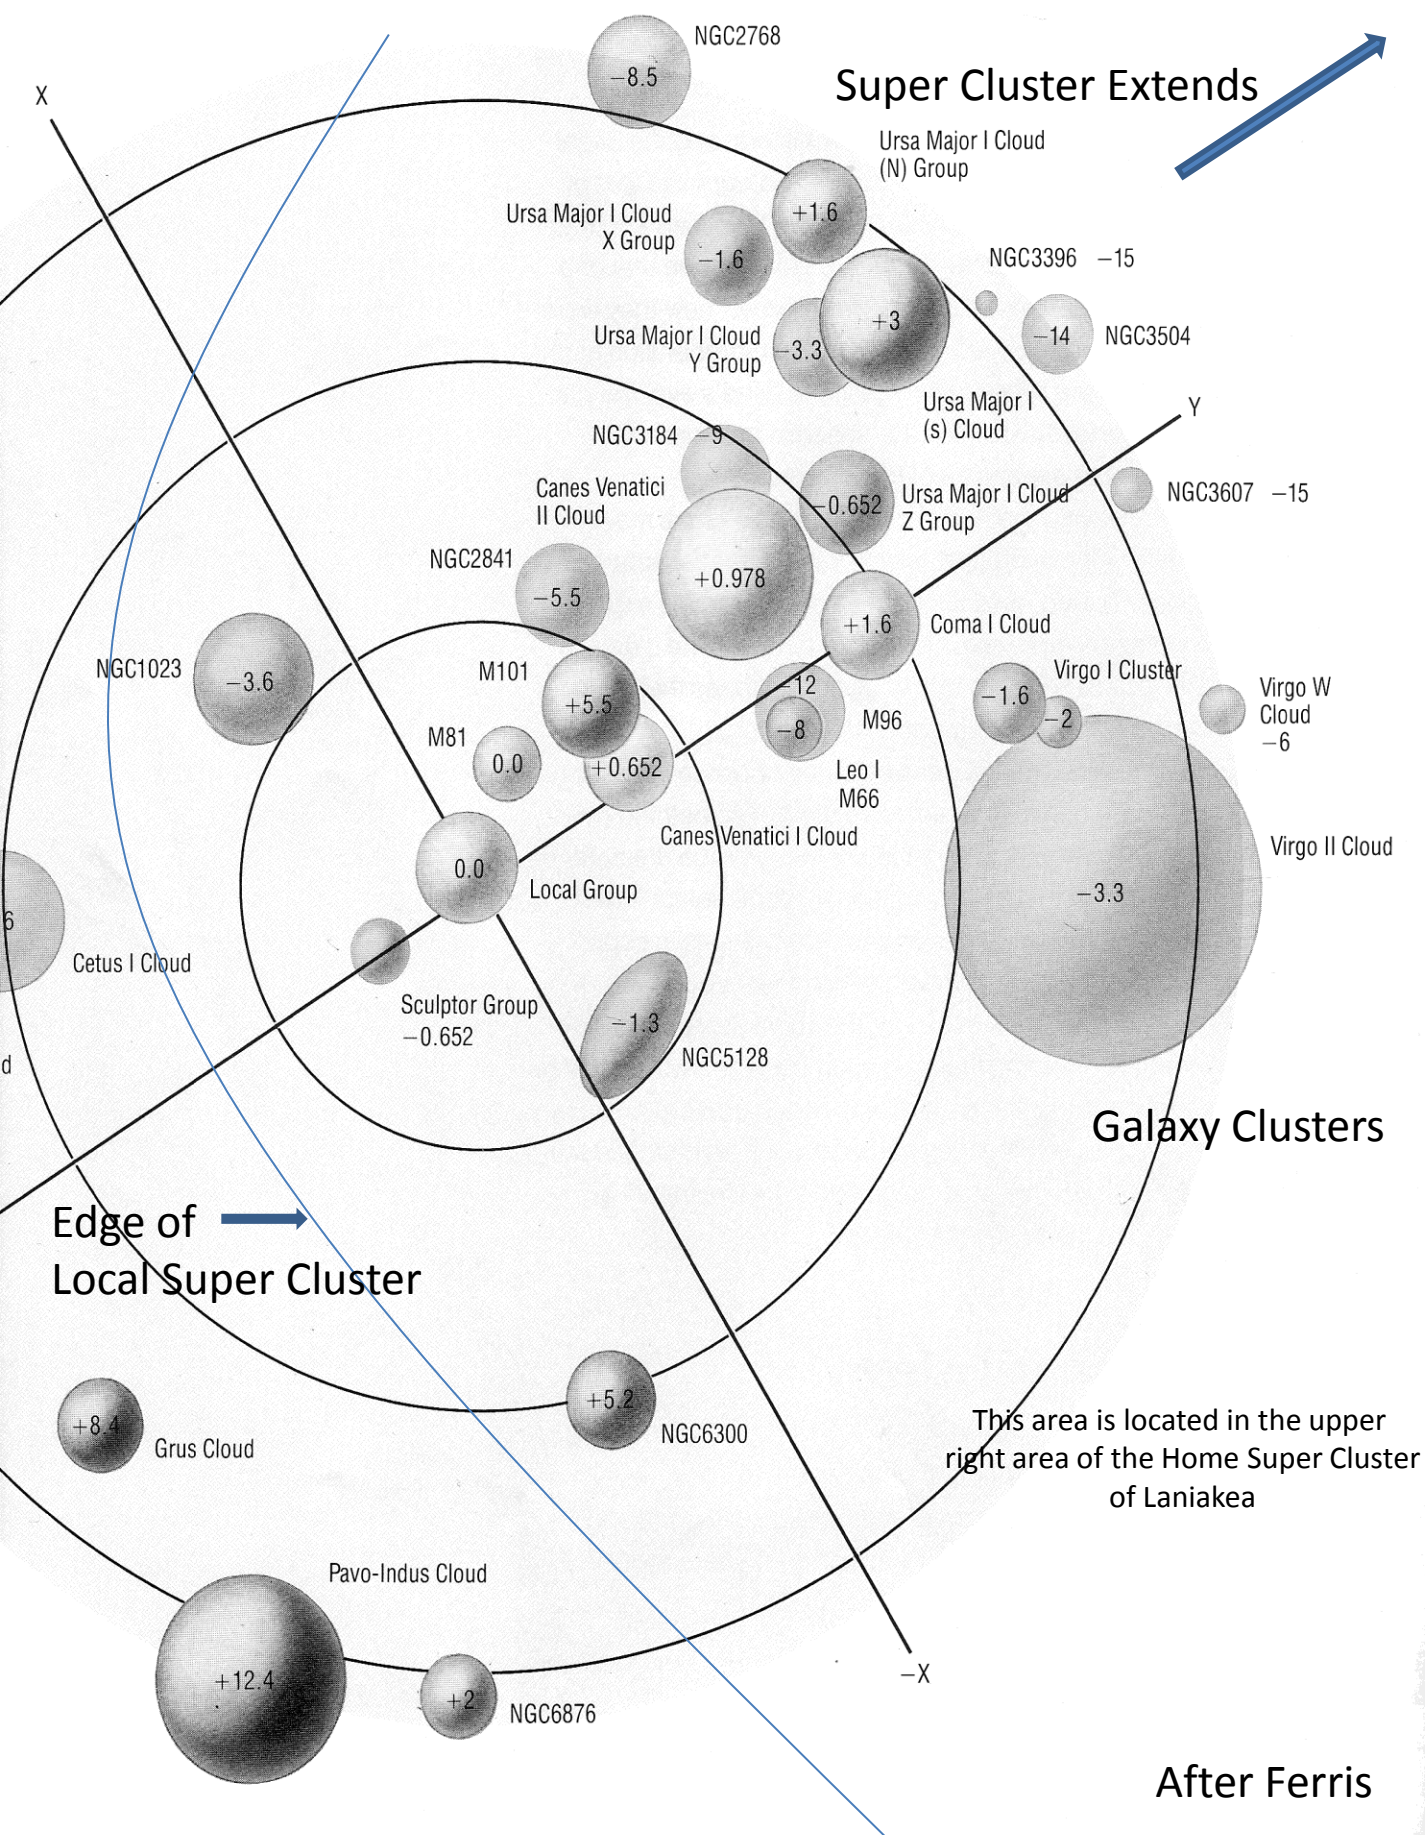 NGC2768
−8.5
Super Cluster Extends
X
Ursa Major I Cloud
(N) Group
+1.6
Ursa Major I Cloud
X Group
−1.6
NGC3396 −15
+3
−14
NGC3504
Ursa Major I Cloud
Y Group
−3.3
Ursa Major I
(s) Cloud
Y
NGC3184 −9
Canes Venatici
II Cloud
−0.652
Ursa Major I Cloud
Z Group
NGC3607 −15
NGC2841
−5.5
+0.978
+1.6
Coma I Cloud
NGC1023
−3.6
M101
+5.5
−12
M96
−8
Leo I
M66
Virgo I Cluster
−1.6
−2
Virgo W
Cloud
−6
M81
0.0
+0.652
Canes Venatici I Cloud
0.0
Local Group
Virgo II Cloud
−3.3
6
Cetus I Cloud
Sculptor Group
−0.652
−1.3
NGC5128
d
Galaxy Clusters
Edge of
Local Super Cluster
+5.2
NGC6300
+8.4
Grus Cloud
This area is located in the upper
right area of the Home Super Cluster
of Laniakea
Pavo-Indus Cloud
+12.4
+2
NGC6876
−X
After Ferris